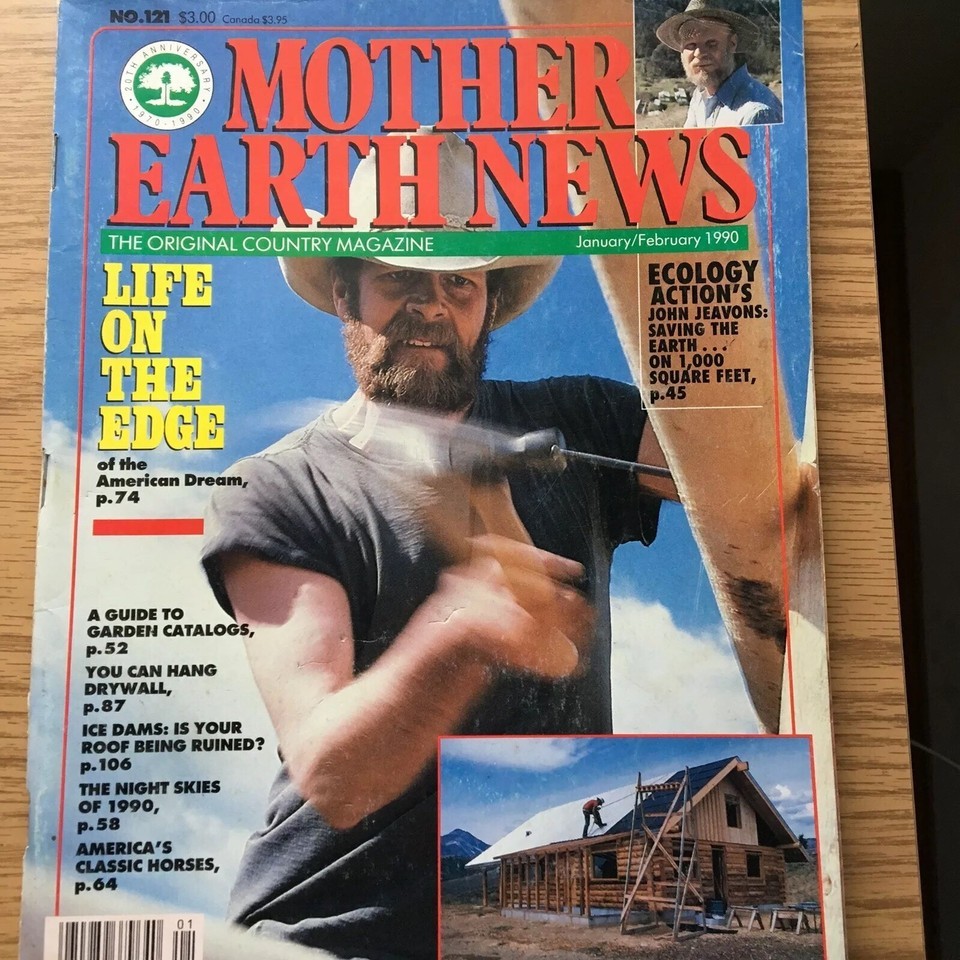 NO.121 $3.00 Canada $3.95
20TH ANNIVERSARY
1970-1990
MOTHER
EARTH NEWS
THE ORIGINAL COUNTRY MAGAZINE January/February 1990
LIFE
ON
THE
EDGE
of the
American Dream,
p.74
ECOLOGY
ACTION'S
JOHN JEAVONS:
SAVING THE
EARTH . . .
ON 1,000
SQUARE FEET,
p.45
A GUIDE TO
GARDEN CATALOGS,
p.52
YOU CAN HANG
DRYWALL,
p.87
ICE DAMS: IS YOUR
ROOF BEING RUINED?
p.106
THE NIGHT SKIES
OF 1990,
p.58
AMERICA'S
CLASSIC HORSES,
p.64
01